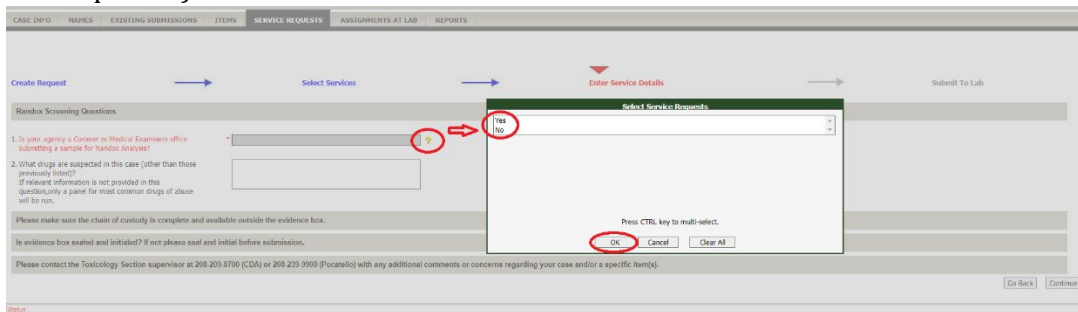 CASE INFO NAMES EXISTING SUBMISSIONS ITEMS SERVICE REQUESTS ASSIGNMENTS AT LAB REPORTS
Create Request Select Services Enter Service Details Submit To Lab
Randox Screening Questions
1. Is your agency a Coroner or Medical Examiners office
submitting a sample for Randox Analysis?
2. What drugs are suspected in this case (other than those
previously listed)?
If relevant information is not provided in this
question,only a panel for most common drugs of abuse
will be run.
Select Service Requests
Yes
No
Press CTRL key to multi-select.
OK Cancel Clear All
Please make sure the chain of custody is complete and available outside the evidence box.
Is evidence box sealed and initialed? If not please seal and initial before submission.
Please contact the Toxicology Section supervisor at 208-209-8700 (CDA) or 208-239-9900 (Pocatello) with any additional comments or concerns regarding your case and/or a specific item(s).
Go Back Continue
Status